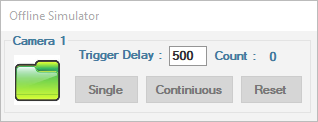 Offline Simulator
Camera 1
Trigger Delay : 500 Count : 0
Single Continiuous Reset